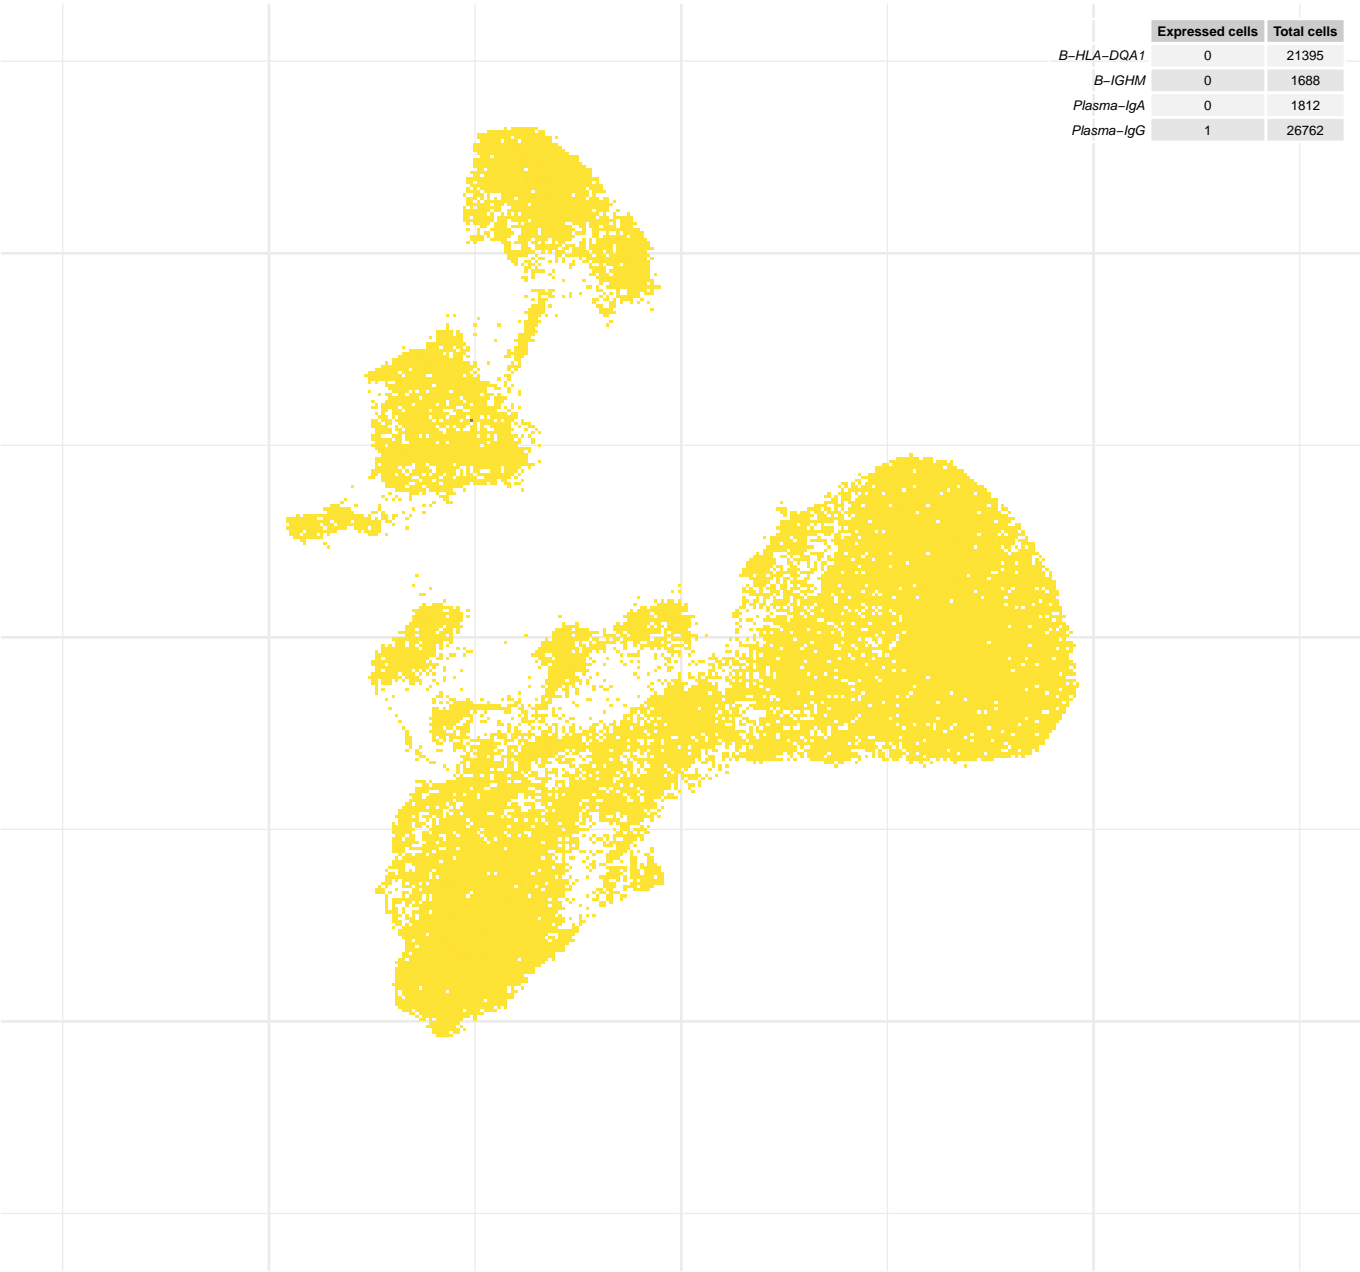 Expressed cells Total cells
B−HLA−DQA1 0 21395
B−IGHM 0 1688
Plasma−IgA 0 1812
Plasma−IgG 1 26762